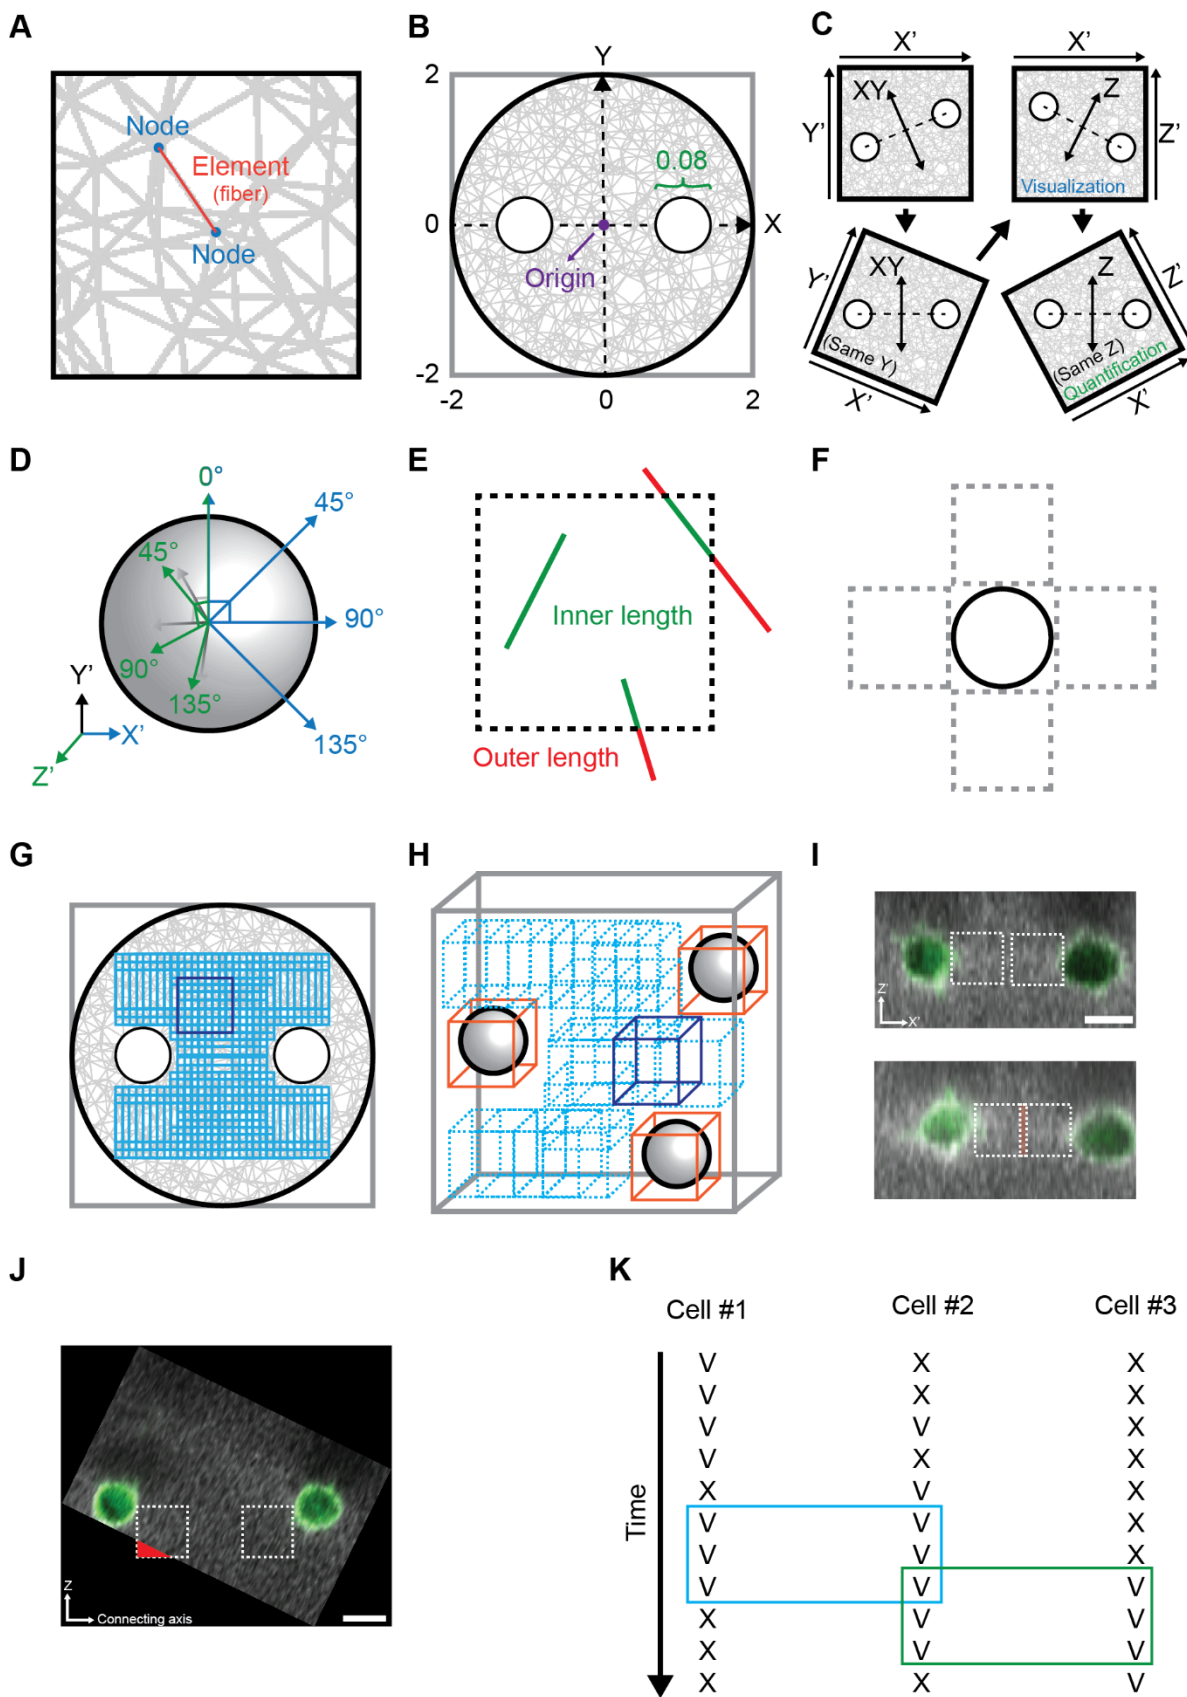 A
Node
Element
(fiber)
Node
B
Y
2
0.08
0
X
Origin
-2
-2
0
2
C
X'
X'
Y'
XY
Z
Z'
Visualization
Y'
XY
(Same Y)
X'
Z
Z'
(Same Z)
Quantification
X'
D
0°
45°
45°
90°
90°
135°
135°
Y'
X'
Z'
E
Inner length
Outer length
F
G
H
I
Z'
X'
J
Z
Connecting axis
K
Cell #1 Cell #2 Cell #3
Time
V X X
V X X
V V X
V X X
X V X
V V X
V V X
V V V
X V V
X V V
X X V